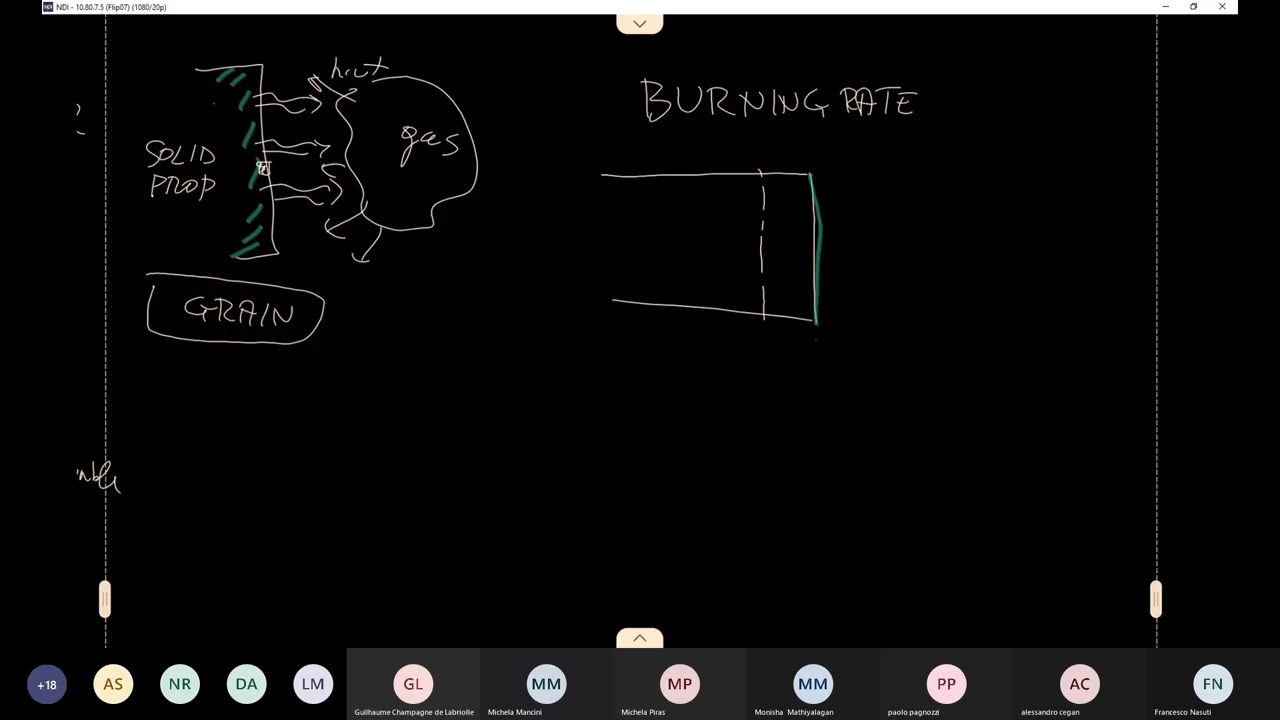 NDI - 10.80.7.5 (Flip07) (1080/20p)
heat
gas
BURNING RATE
SOLID
PROP
GRAIN
+18
AS
NR
DA
LM
GL
MM
MP
MM
PP
AC
FN
Guilhaume Champagne de Labriolle
Michela Mancini
Michela Piras
Monisha Mathiyalagan
paolo pagnozzi
alessandro cegan
Francesco Nasuti